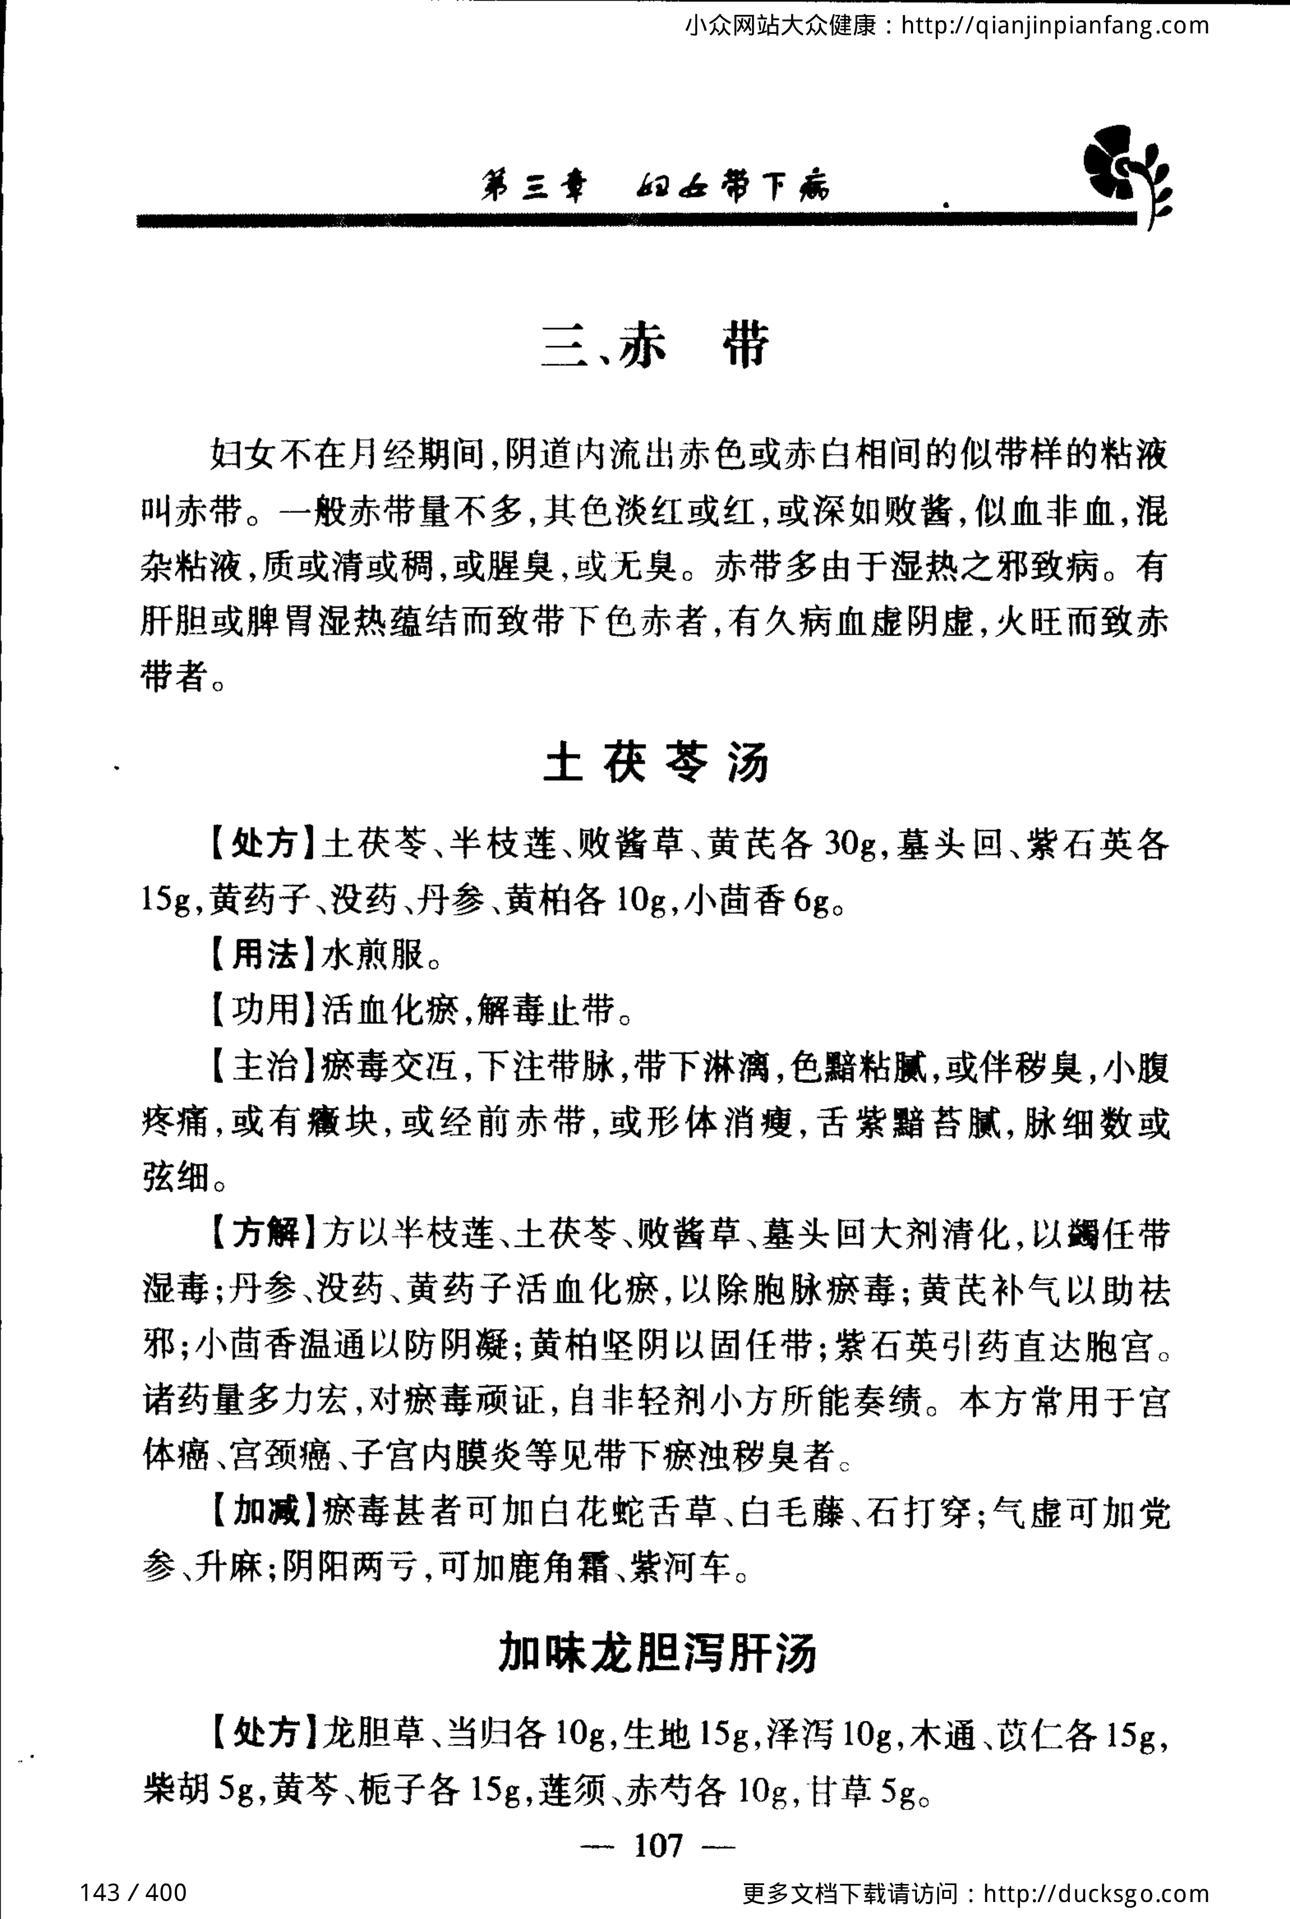 小众网站大众健康：http://qianjinpianfang.com
第三章　妇女带下病
三、赤　带
妇女不在月经期间,阴道内流出赤色或赤白相间的似带样的粘液
叫赤带。一般赤带量不多,其色淡红或红,或深如败酱,似血非血,混
杂粘液,质或清或稠,或腥臭,或无臭。赤带多由于湿热之邪致病。有
肝胆或脾胃湿热蕴结而致带下色赤者,有久病血虚阴虚,火旺而致赤
带者。
土茯苓汤
【处方】土茯苓、半枝莲、败酱草、黄芪各 30g,墓头回、紫石英各
15g,黄药子、没药、丹参、黄柏各 10g,小茴香 6g。
【用法】水煎服。
【功用】活血化瘀,解毒止带。
【主治】瘀毒交冱,下注带脉,带下淋漓,色黯粘腻,或伴秽臭,小腹
疼痛,或有癥块,或经前赤带,或形体消瘦,舌紫黯苔腻,脉细数或
弦细。
【方解】方以半枝莲、土茯苓、败酱草、墓头回大剂清化,以蠲任带
湿毒;丹参、没药、黄药子活血化瘀,以除胞脉瘀毒;黄芪补气以助祛
邪;小茴香温通以防阴凝;黄柏坚阴以固任带;紫石英引药直达胞宫。
诸药量多力宏,对瘀毒顽证,自非轻剂小方所能奏绩。本方常用于宫
体癌、宫颈癌、子宫内膜炎等见带下瘀浊秽臭者。
【加减】瘀毒甚者可加白花蛇舌草、白毛藤、石打穿;气虚可加党
参、升麻;阴阳两亏,可加鹿角霜、紫河车。
加味龙胆泻肝汤
【处方】龙胆草、当归各 10g,生地 15g,泽泻 10g,木通、苡仁各 15g,
柴胡 5g,黄芩、栀子各 15g,莲须、赤芍各 10g,甘草 5g。
— 107 —
143 / 400
更多文档下载请访问：http://ducksgo.com